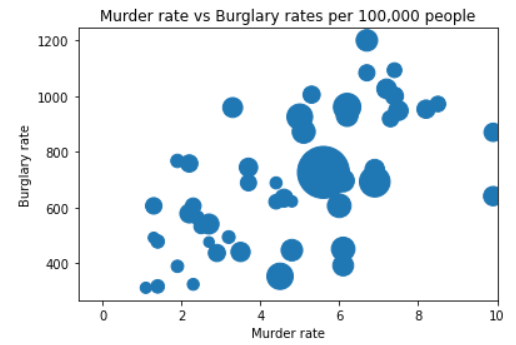 Murder rate vs Burglary rates per 100,000 people
1200
1000
800
600
400
Burglary rate
0 2 4 6 8 10
Murder rate